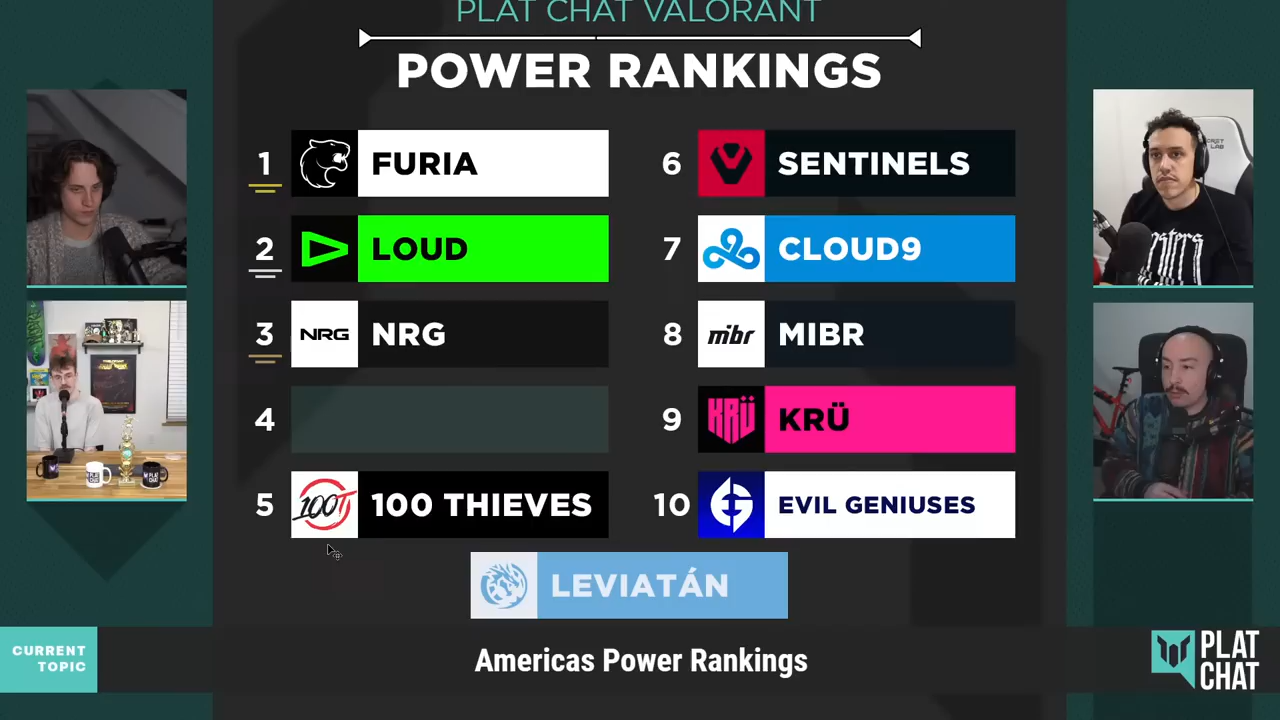 PLAT CHAT VALORANT
POWER RANKINGS
1 FURIA
2 LOUD
3 NRG NRG
4
5 100T 100 THIEVES
6 SENTINELS
7 CLOUD9
8 mibr MIBR
9 KRÜ KRÜ
10 EVIL GENIUSES
LEVIATÁN
CURRENT
TOPIC
Americas Power Rankings
PLAT
CHAT